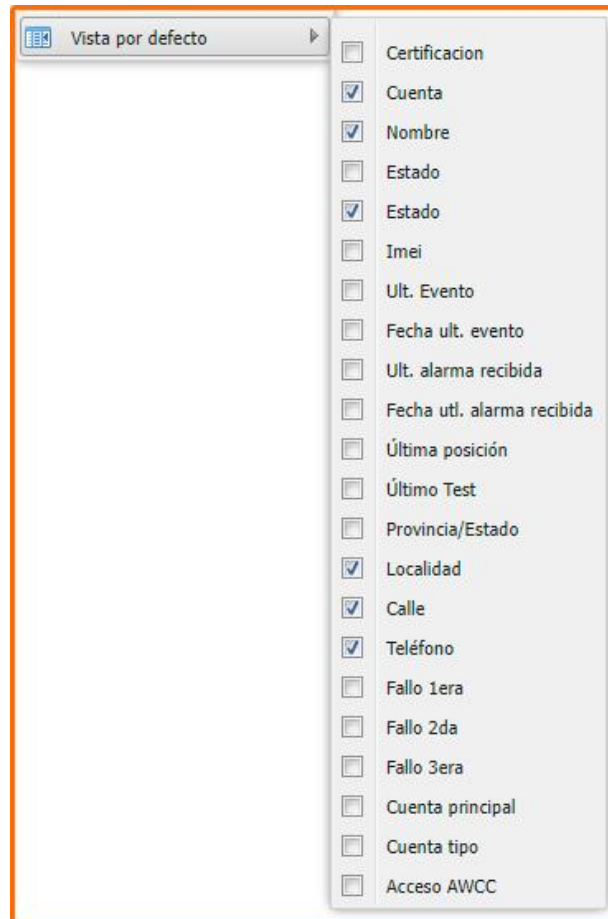 Vista por defecto
Certificacion
Cuenta
Nombre
Estado
Estado
Imei
Ult. Evento
Fecha ult. evento
Ult. alarma recibida
Fecha utl. alarma recibida
Última posición
Último Test
Provincia/Estado
Localidad
Calle
Teléfono
Fallo 1era
Fallo 2da
Fallo 3era
Cuenta principal
Cuenta tipo
Acceso AWCC